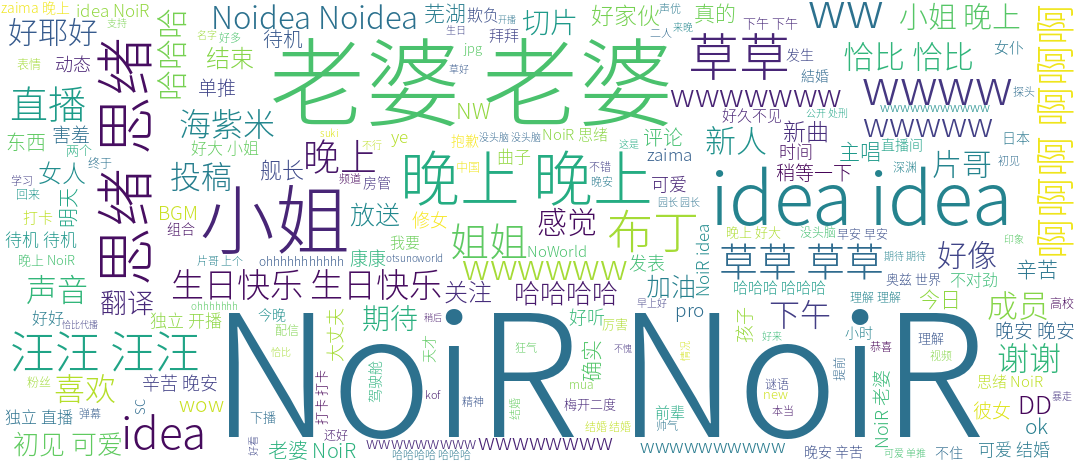 zaima 晚上
idea NoiR
支持
好耶好
表情
动态
思绪
哈哈哈
名字
好多
Noidea Noidea
待机
结束
单推
芜湖
欺负
开播
生日
拜拜
jpg
草好
切片
好家伙
声优
二人
来晚
真的
下午 下午
发生
結婚
ww
小姐 晚上
恰比 恰比
女仆
探头
啊啊啊
老婆 老婆
草草
直播
东西
害羞
两个
海紫米
好大 小姐
NW
wwwwwww
wwww
wwwwwwwwwww
wwwww
好久不见
公开 处刑
新人
新曲
时间
稍等一下
主唱
直播间
日本
深渊
初见
片哥
终于
学习
回来
女人
投稿
舰长
晚上
频道
房管
suki
不行
ye
抱歉
中国
曲子
没头脑 没头脑
NoiR 思绪
不错
晚安
这是
评论
zaima
可爱
园长 园长
idea idea
啊啊啊啊
思绪
明天
打卡
待机 待机
晚上 NoiR
BGM
组合
小姐
放送
修女
我要
康康
otsunoworld
晚上 晚上
姐姐
NoWorld
感觉
布丁
发表
晚上 好大
没头脑
早安 早安
期待 期待
印象
NoiR idea
草草 草草
好像
奥兹 世界
不对劲
辛苦
片哥 上个
ohhhhhhhhhhh
wwwwwww
声音
翻译
生日快乐 生日快乐
关注
哈哈哈哈
加油
早上好
pro
哈哈哈 哈哈哈
理解 理解
今日
成员
高校
ohhhhhhh
好好
恰比代播
独立 开播
今晚
配信
大丈夫
期待
稍后
好听
厉害
孩子
下午
好来
小时
理解
晚安 晚安
汪汪 汪汪
NoiR NoiR
谢谢
粉丝
喜欢
辛苦 晚安
恰比
驾驶舱
天才
狂气
确实
不愧
情况
提前
恭喜
视频
思绪 NoiR
暴走
独立 直播
弹幕
SC
wow
打卡 打卡
kof
精神
结婚
mua
梅开二度
谜语
new
本当
彼女
DD
初见 可爱
idea
下播
好看
还好
老婆 NoiR
wwwwwwwww
哈哈哈哈 哈哈哈
wwwwwwwww
结婚 结婚
前辈
帅气
wwwwwwwwww
晚安 辛苦
NoiR 老婆
可爱 单推
不住
ok
可爱 结婚